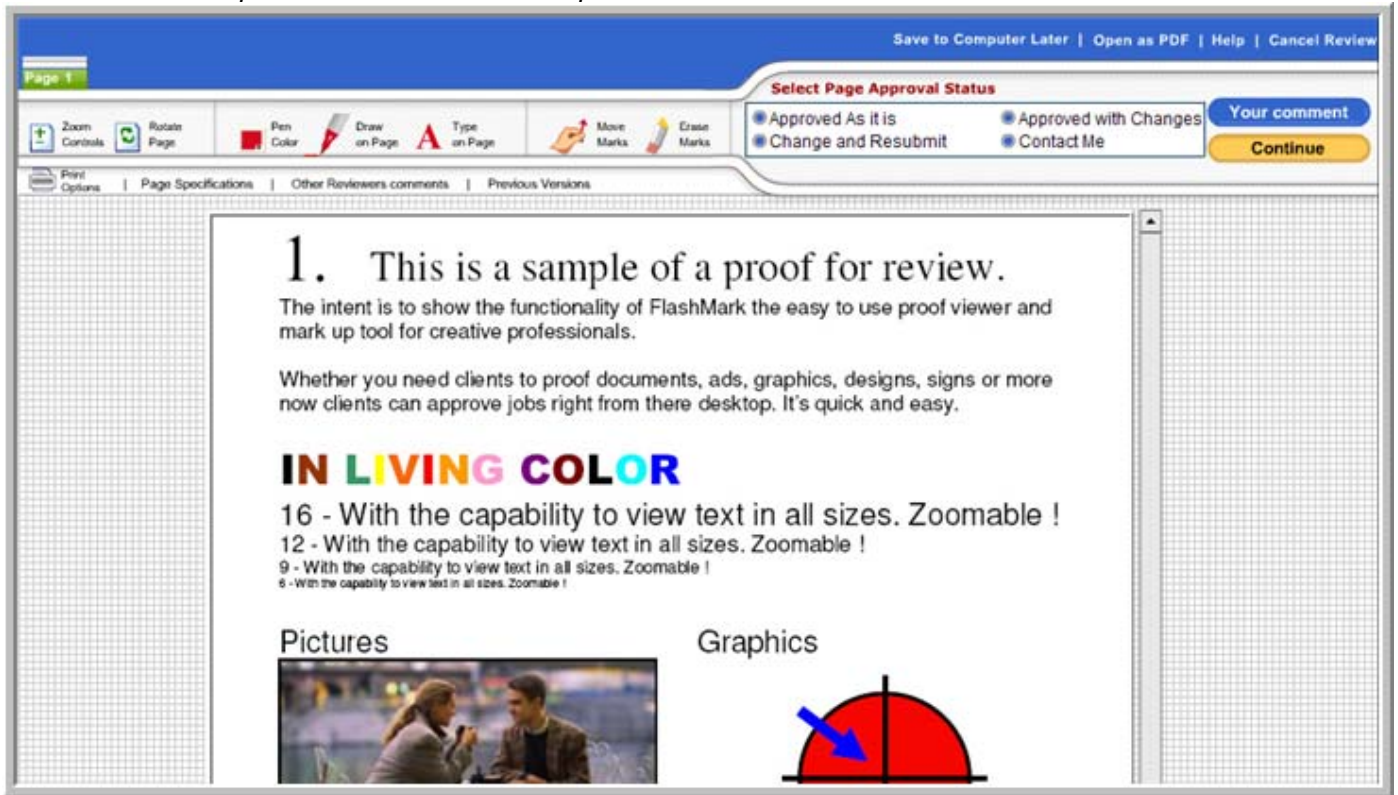 Save to Computer Later | Open as PDF | Help | Cancel Review
Page 1
Select Page Approval Status
Approved As it is
Approved with Changes
Your comment
Zoom Controls
Rotate Page
Pen Color
Draw on Page
Type on Page
Move Marks
Erase Marks
Change and Resubmit
Contact Me
Continue
Print Options | Page Specifications | Other Reviewers comments | Previous Versions
1. This is a sample of a proof for review.
The intent is to show the functionality of FlashMark the easy to use proof viewer and
mark up tool for creative professionals.
Whether you need clients to proof documents, ads, graphics, designs, signs or more
now clients can approve jobs right from there desktop. It's quick and easy.
IN LIVING COLOR
16 - With the capability to view text in all sizes. Zoomable !
12 - With the capability to view text in all sizes. Zoomable !
9 - With the capability to view text in all sizes. Zoomable !
6 - With the capability to view text in all sizes. Zoomable !
Pictures
Graphics